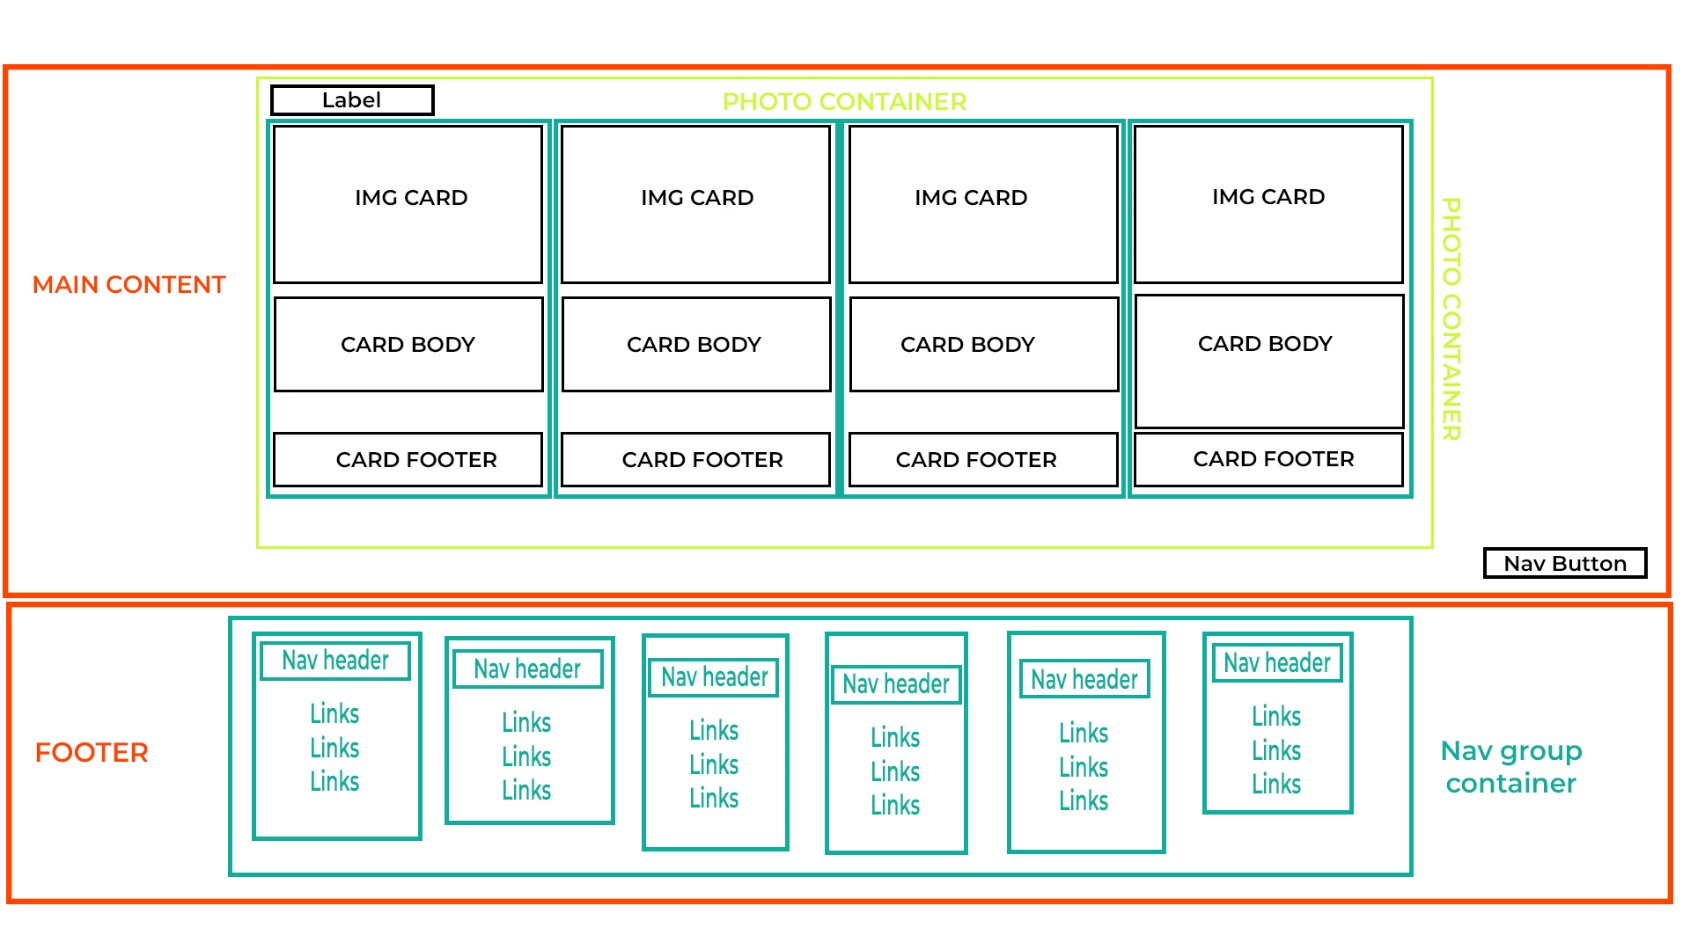 Label
PHOTO CONTAINER
IMG CARD
IMG CARD
IMG CARD
IMG CARD
PHOTO CONTAINER
MAIN CONTENT
CARD BODY
CARD BODY
CARD BODY
CARD BODY
CARD FOOTER
CARD FOOTER
CARD FOOTER
CARD FOOTER
Nav Button
FOOTER
Nav header
Links
Links
Links
Nav header
Links
Links
Links
Nav header
Links
Links
Links
Nav header
Links
Links
Links
Nav header
Links
Links
Links
Nav header
Links
Links
Links
Nav group
container